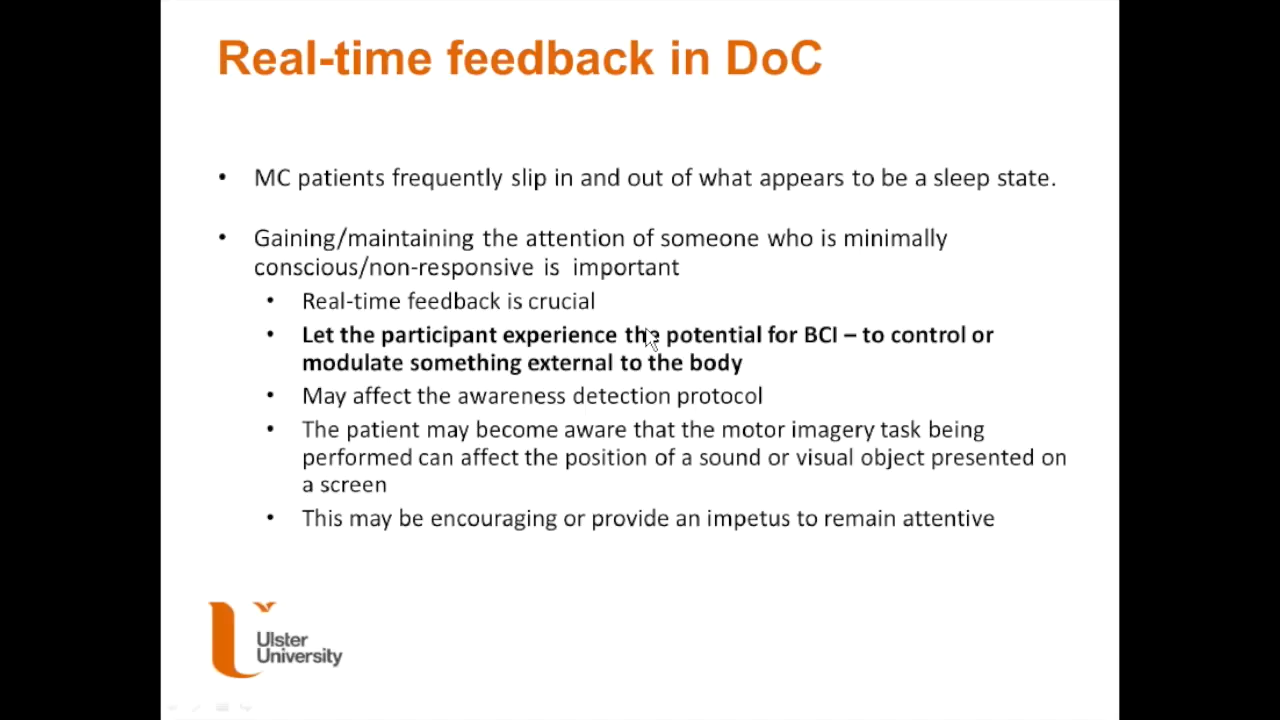 Real-time feedback in DoC
• MC patients frequently slip in and out of what appears to be a sleep state.
• Gaining/maintaining the attention of someone who is minimally
conscious/non-responsive is important
• Real-time feedback is crucial
• Let the participant experience the potential for BCI – to control or
modulate something external to the body
• May affect the awareness detection protocol
• The patient may become aware that the motor imagery task being
performed can affect the position of a sound or visual object presented on
a screen
• This may be encouraging or provide an impetus to remain attentive
Ulster
University